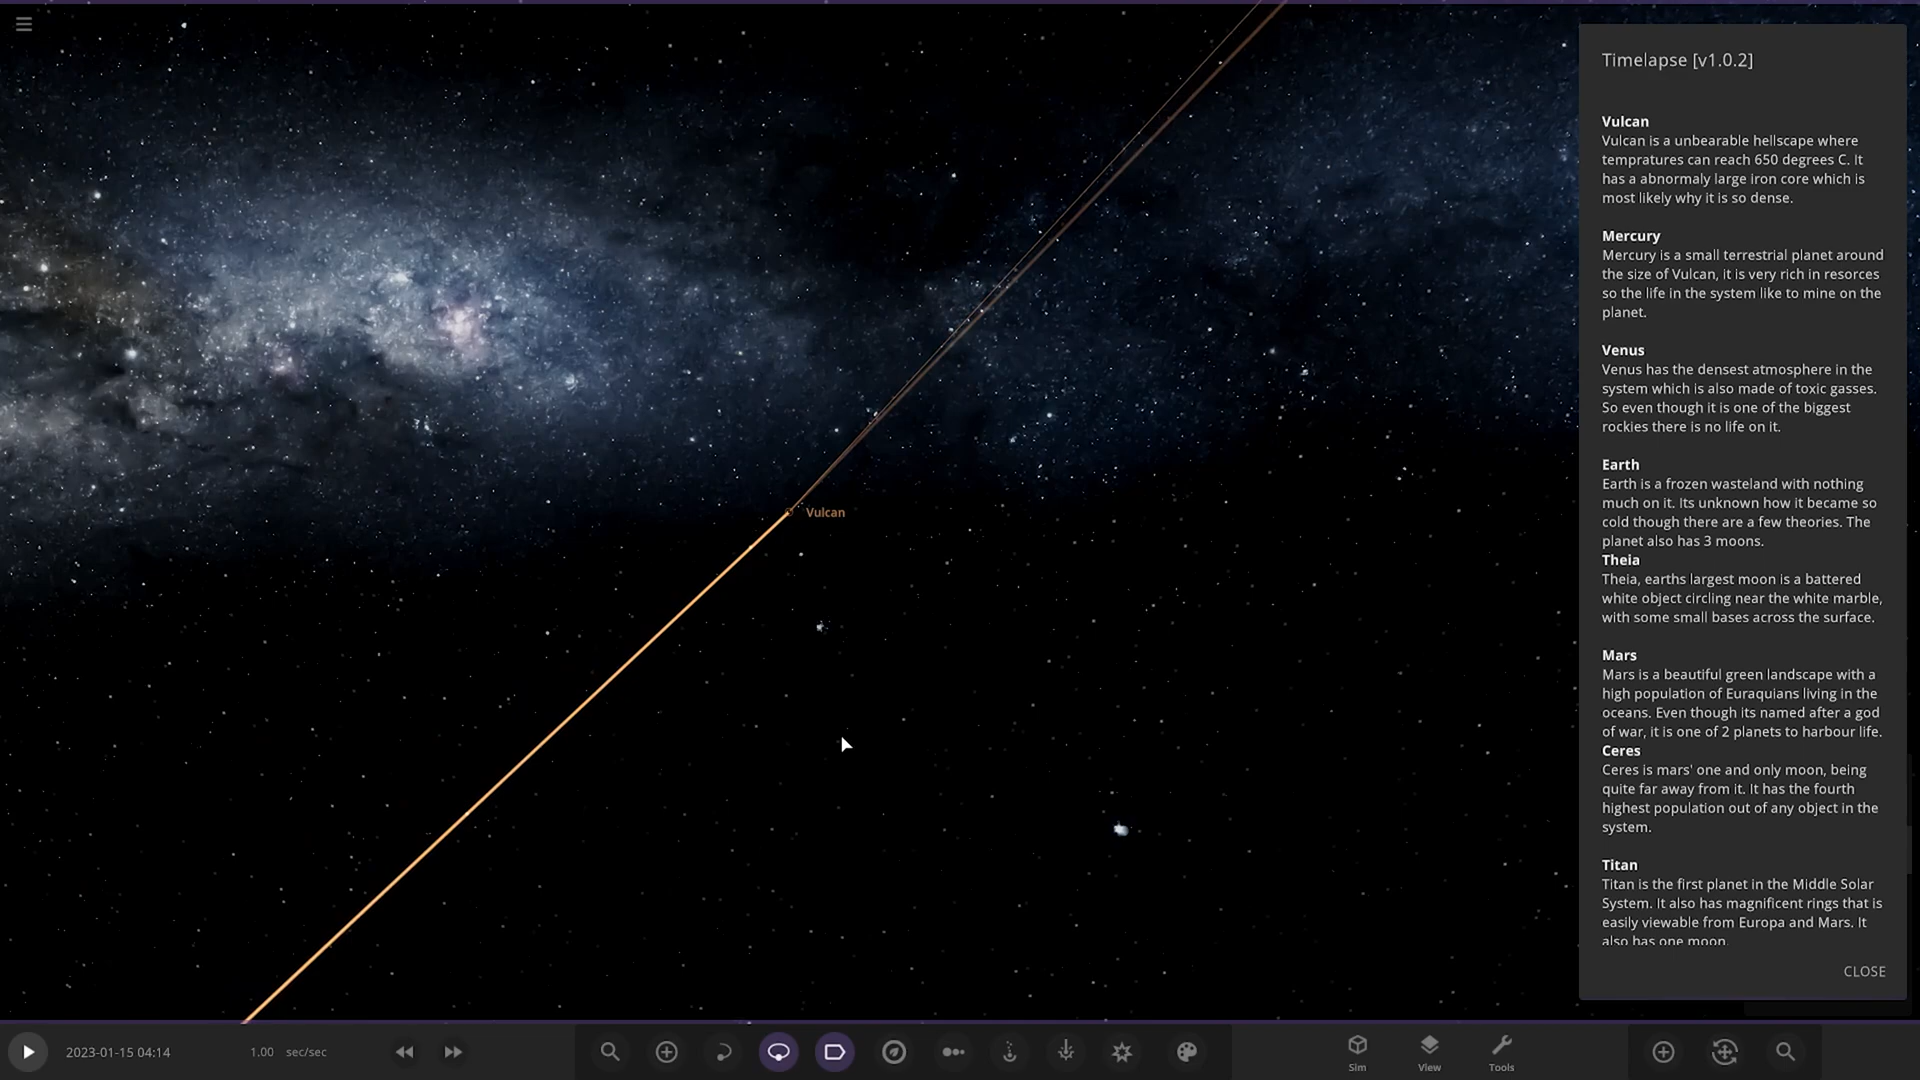 Timelapse [v1.0.2]
Vulcan
Vulcan is a unbearable hellscape where
tempratures can reach 650 degrees C. It
has a abnormaly large iron core which is
most likely why it is so dense.
Mercury
Mercury is a small terrestrial planet around
the size of Vulcan, it is very rich in resorces
so the life in the system like to mine on the
planet.
Venus
Venus has the densest atmosphere in the
system which is also made of toxic gasses.
So even though it is one of the biggest
rockies there is no life on it.
Earth
Earth is a frozen wasteland with nothing
much on it. Its unknown how it became so
cold though there are a few theories. The
planet also has 3 moons.
Theia
Theia, earths largest moon is a battered
white object circling near the white marble,
with some small bases across the surface.
Mars
Mars is a beautiful green landscape with a
high population of Euraquians living in the
oceans. Even though its named after a god
of war, it is one of 2 planets to harbour life.
Ceres
Ceres is mars' one and only moon, being
quite far away from it. It has the fourth
highest population out of any object in the
system.
Titan
Titan is the first planet in the Middle Solar
System. It also has magnificent rings that is
easily viewable from Europa and Mars. It
also has one moon.
CLOSE
Vulcan
2023-01-15 04:14
1.00 sec/sec
Sim
View
Tools